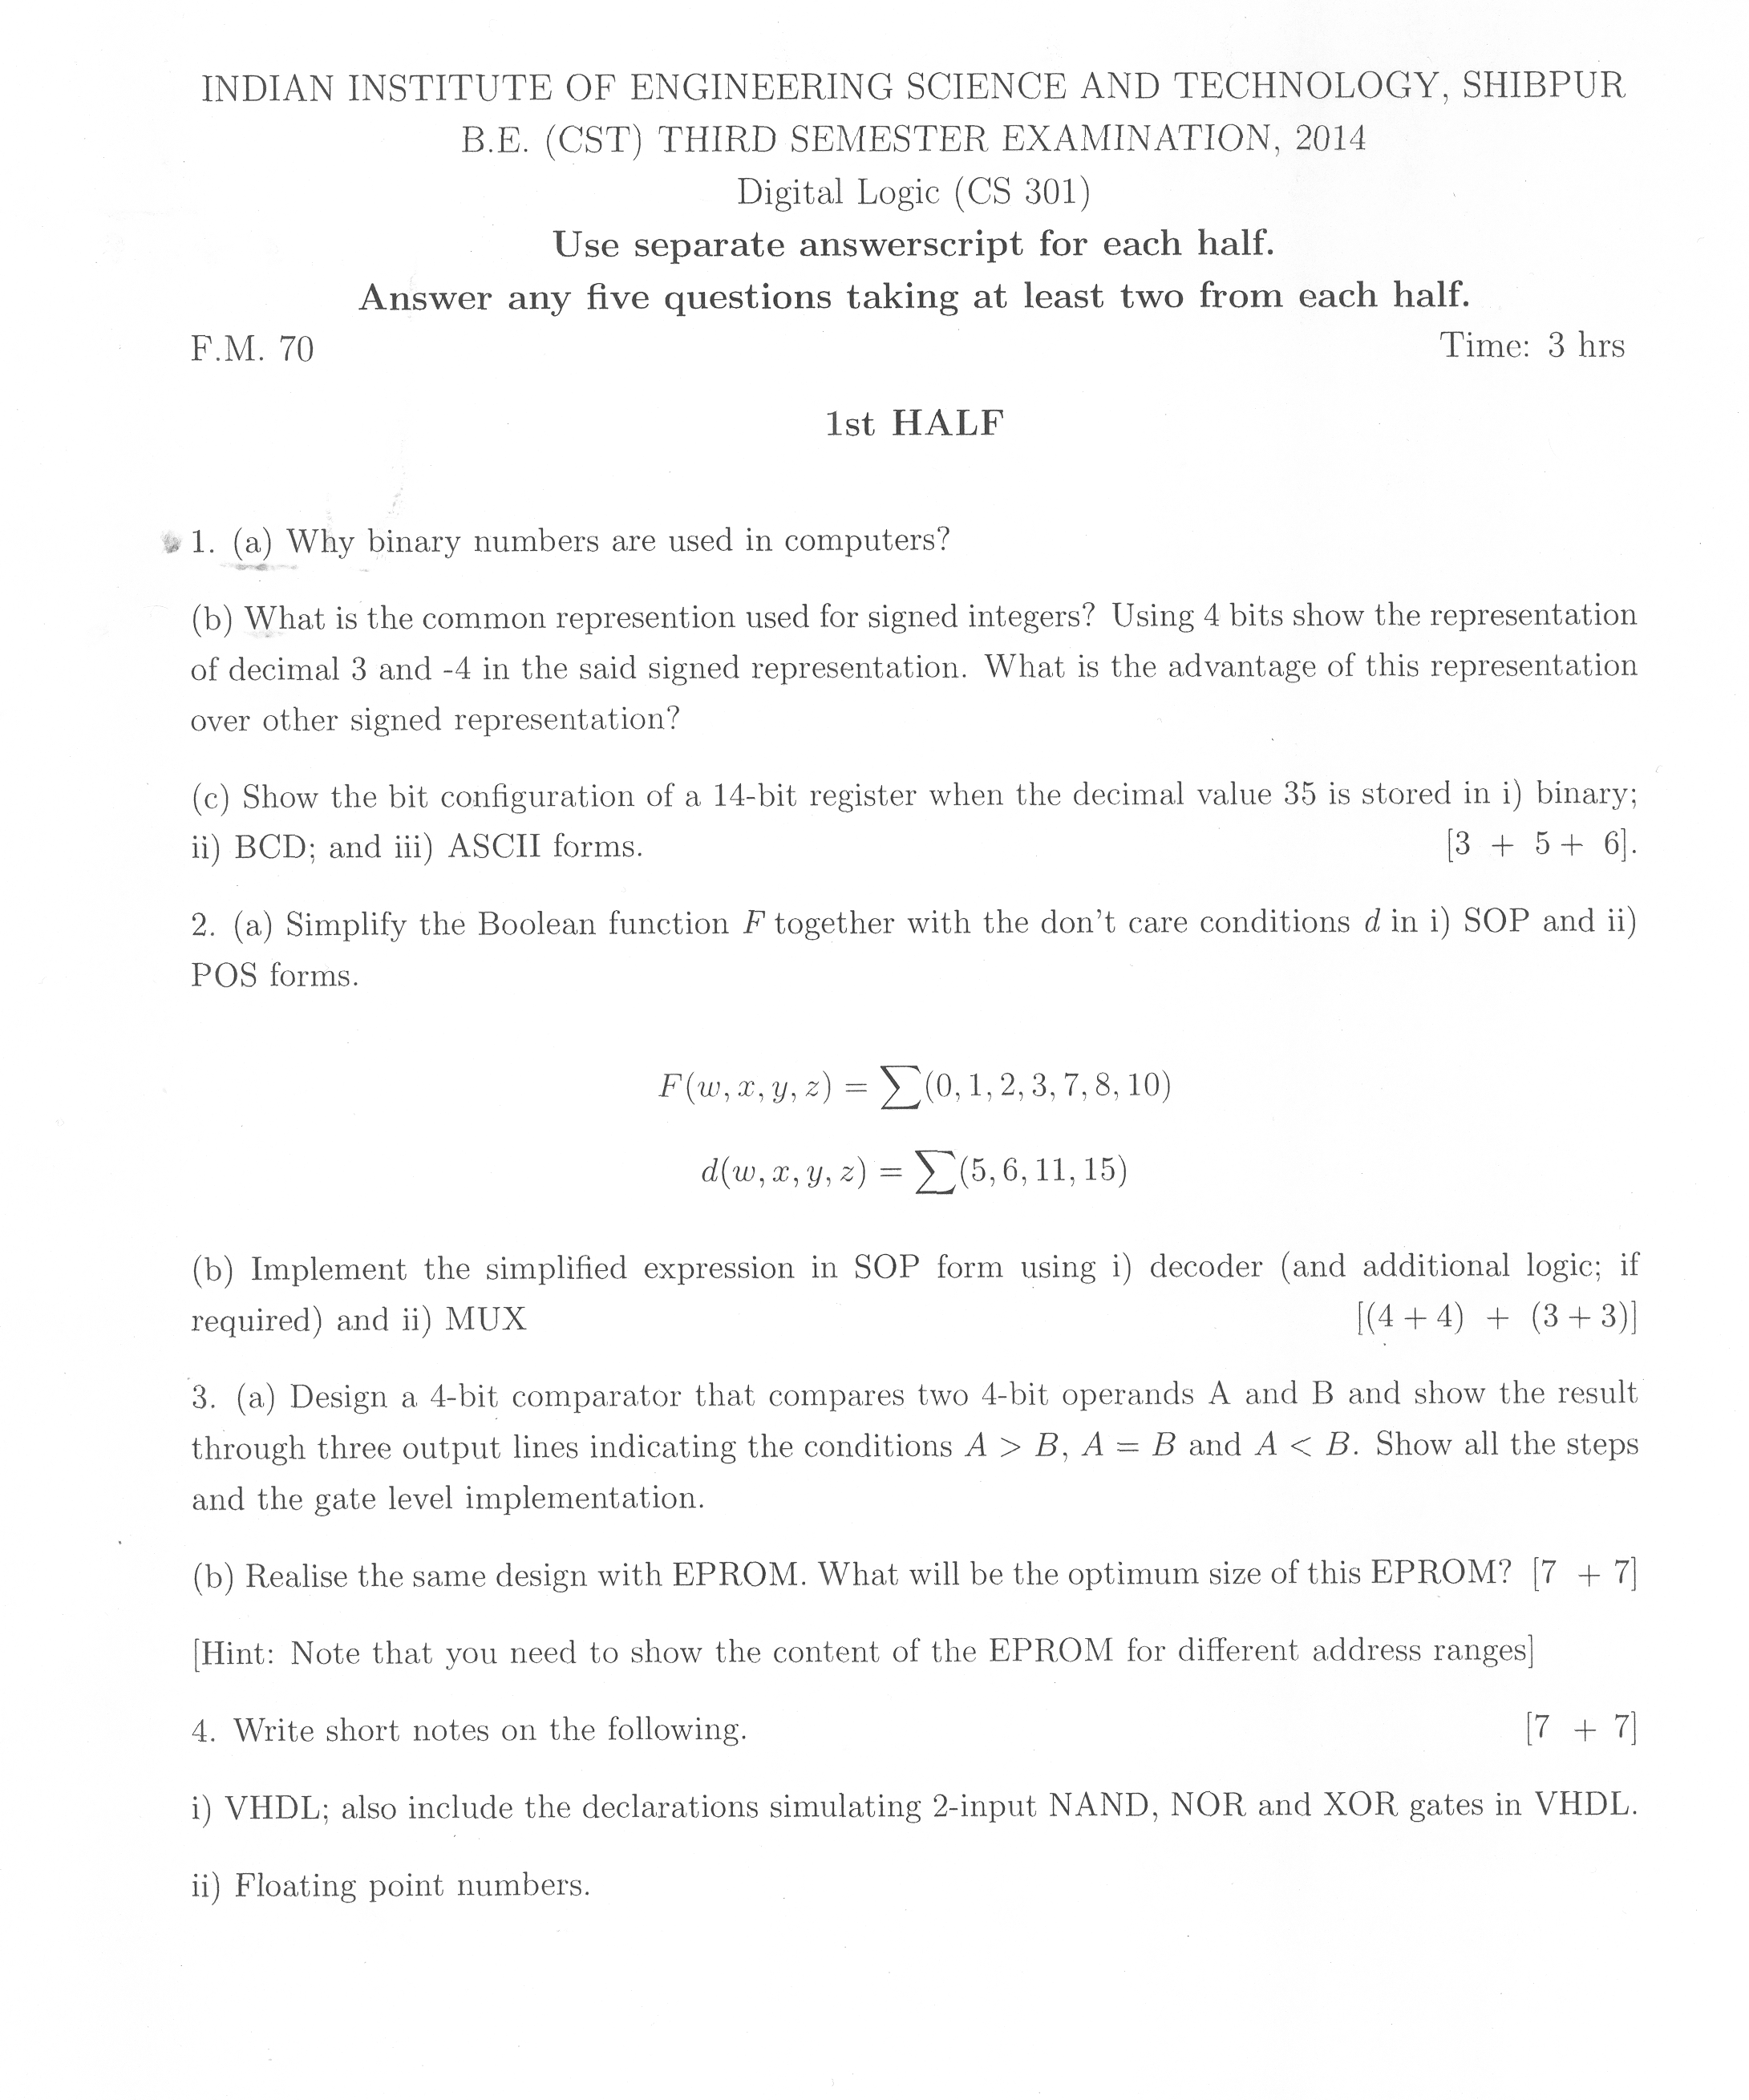 INDIAN INSTITUTE OF ENGINEERING SCIENCE AND TECHNOLOGY, SHIBPUR
B.E. (CST) THIRD SEMESTER EXAMINATION, 2014
Digital Logic (CS 301)
Use separate answerscript for each half.
Answer any five questions taking at least two from each half.
F.M. 70 Time: 3 hrs
1st HALF
1. (a) Why binary numbers are used in computers?
(b) What is the common represention used for signed integers? Using 4 bits show the representation
of decimal 3 and -4 in the said signed representation. What is the advantage of this representation
over other signed representation?
(c) Show the bit configuration of a 14-bit register when the decimal value 35 is stored in i) binary;
ii) BCD; and iii) ASCII forms. [3 + 5+ 6].
2. (a) Simplify the Boolean function F together with the don't care conditions d in i) SOP and ii)
POS forms.
F(w, x, y, z) = ∑(0, 1, 2, 3, 7, 8, 10)
d(w, x, y, z) = ∑(5, 6, 11, 15)
(b) Implement the simplified expression in SOP form using i) decoder (and additional logic; if
required) and ii) MUX [(4 + 4) + (3 + 3)]
3. (a) Design a 4-bit comparator that compares two 4-bit operands A and B and show the result
through three output lines indicating the conditions A > B, A = B and A < B. Show all the steps
and the gate level implementation.
(b) Realise the same design with EPROM. What will be the optimum size of this EPROM? [7 + 7]
[Hint: Note that you need to show the content of the EPROM for different address ranges]
4. Write short notes on the following. [7 + 7]
i) VHDL; also include the declarations simulating 2-input NAND, NOR and XOR gates in VHDL.
ii) Floating point numbers.